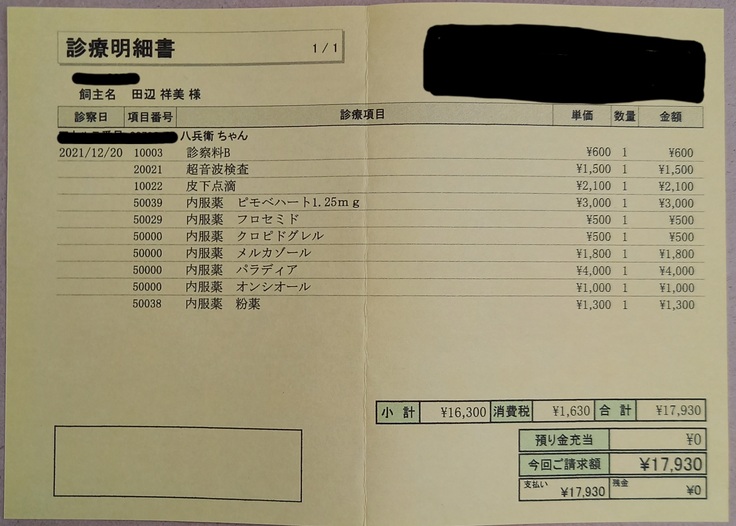 診療明細書
1/1
飼主名 田辺 祥美 様
診察日 項目番号 診療項目 単価 数量 金額
八兵衛 ちゃん
2021/12/20 10003 診察料B ¥600 1 ¥600
20021 超音波検査 ¥1,500 1 ¥1,500
10022 皮下点滴 ¥2,100 1 ¥2,100
50039 内服薬 ピモベハート1.25mg ¥3,000 1 ¥3,000
50029 内服薬 フロセミド ¥500 1 ¥500
50000 内服薬 クロピドグレル ¥500 1 ¥500
50000 内服薬 メルカゾール ¥1,800 1 ¥1,800
50000 内服薬 パラディア ¥4,000 1 ¥4,000
50000 内服薬 オンシオール ¥1,000 1 ¥1,000
50038 内服薬 粉薬 ¥1,300 1 ¥1,300
小計 ¥16,300 消費税 ¥1,630 合計 ¥17,930
預り金充当 ¥0
今回ご請求額 ¥17,930
支払い ¥17,930 残金 ¥0